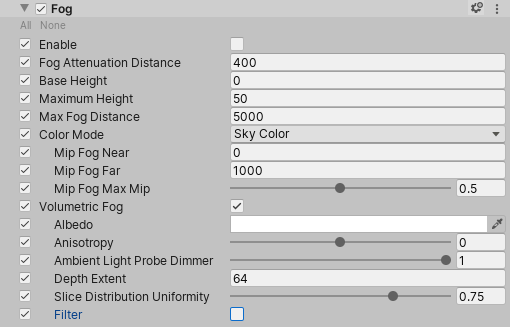 Fog
All None
Enable
Fog Attenuation Distance 400
Base Height 0
Maximum Height 50
Max Fog Distance 5000
Color Mode Sky Color
Mip Fog Near 0
Mip Fog Far 1000
Mip Fog Max Mip 0.5
Volumetric Fog
Albedo
Anisotropy 0
Ambient Light Probe Dimmer 1
Depth Extent 64
Slice Distribution Uniformity 0.75
Filter